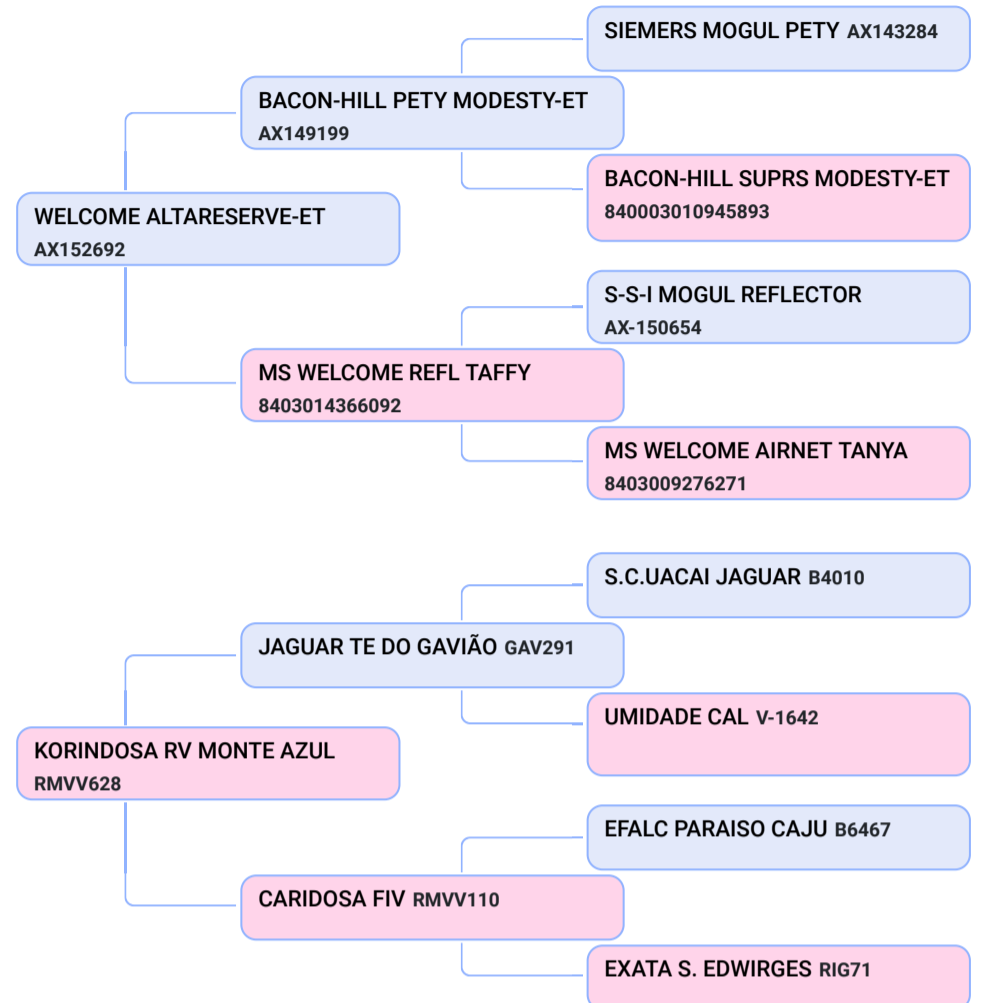 SIEMERS MOGUL PETY AX143284
BACON-HILL PETY MODESTY-ET
AX149199
BACON-HILL SUPRS MODESTY-ET
840003010945893
WELCOME ALTARESERVE-ET
AX152692
S-S-I MOGUL REFLECTOR
AX-150654
MS WELCOME REFL TAFFY
8403014366092
MS WELCOME AIRNET TANYA
8403009276271
S.C.UACAI JAGUAR B4010
JAGUAR TE DO GAVIÃO GAV291
UMIDADE CAL V-1642
KORINDOSA RV MONTE AZUL
RMVV628
EFALC PARAISO CAJU B6467
CARIDOSA FIV RMVV110
EXATA S. EDWIRGES RIG71